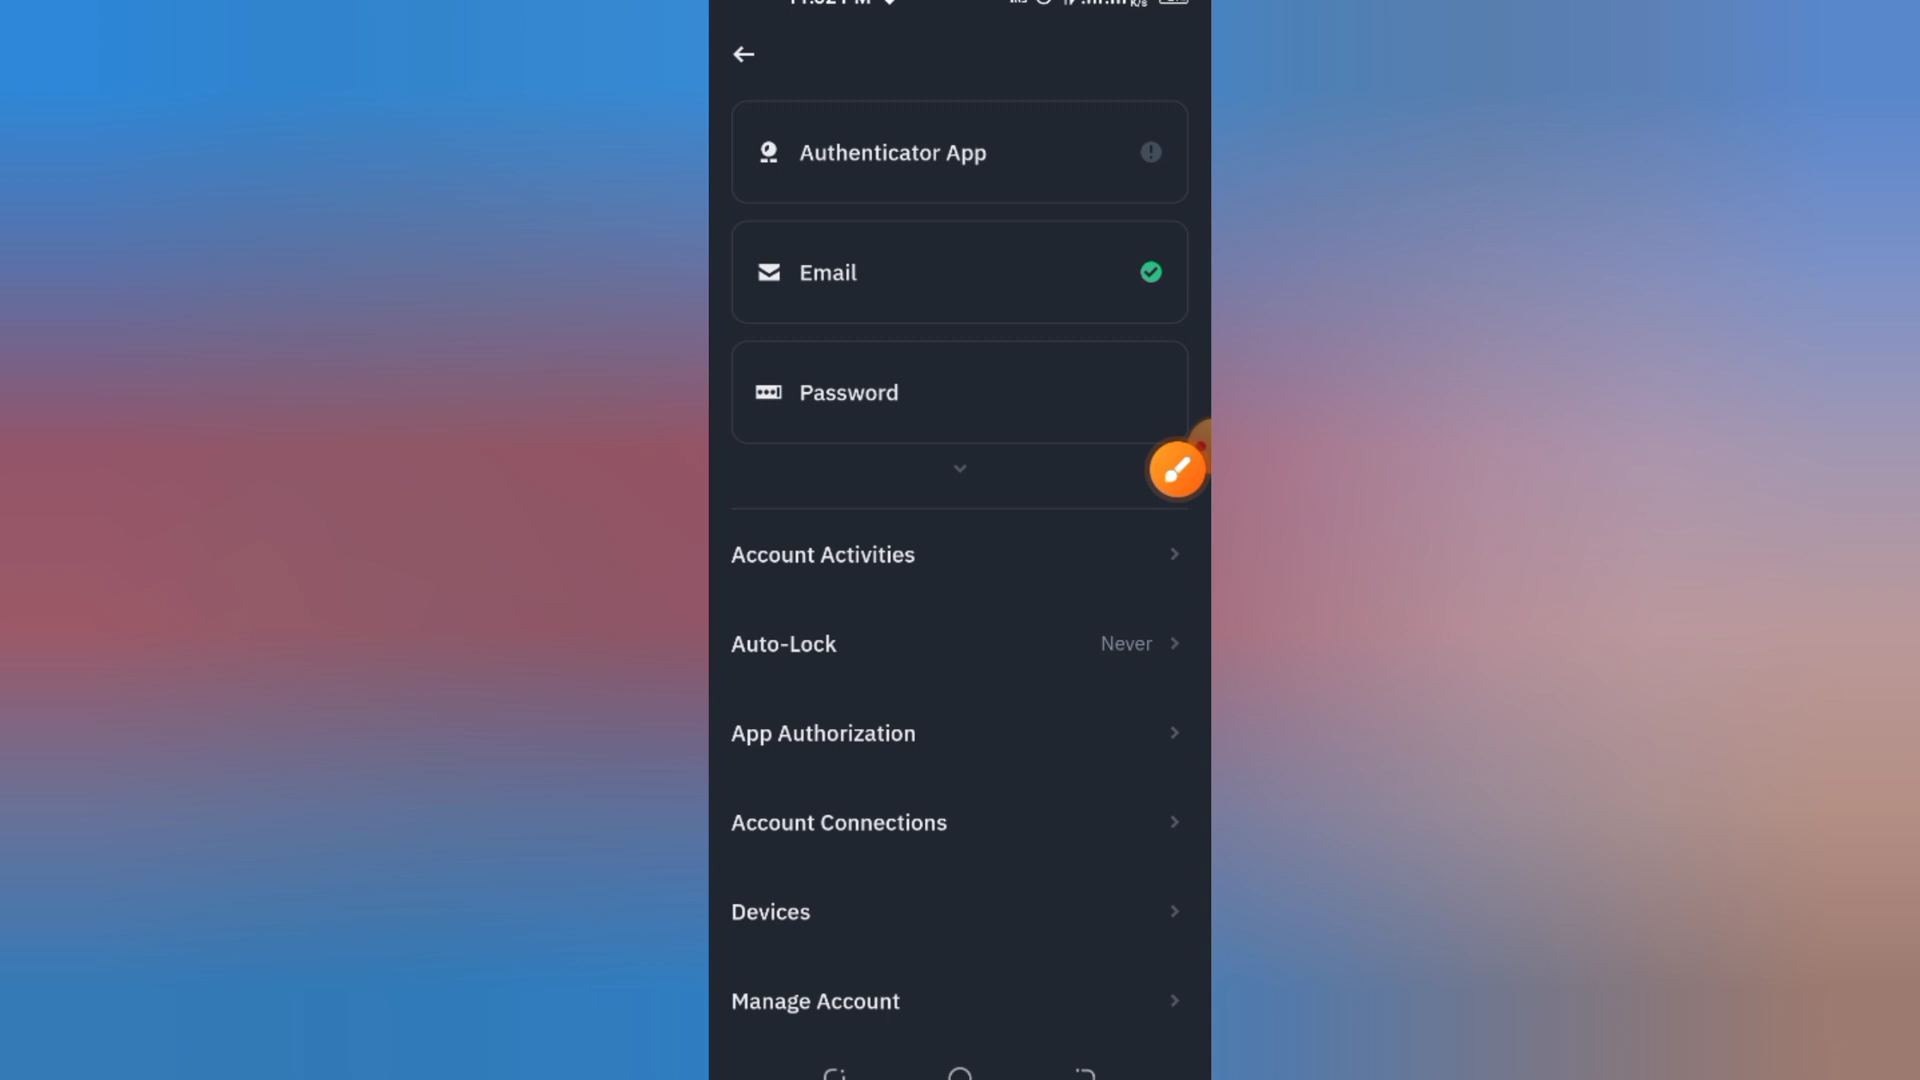 Authenticator App
Email
Password
Account Activities
Auto-Lock Never
App Authorization
Account Connections
Devices
Manage Account